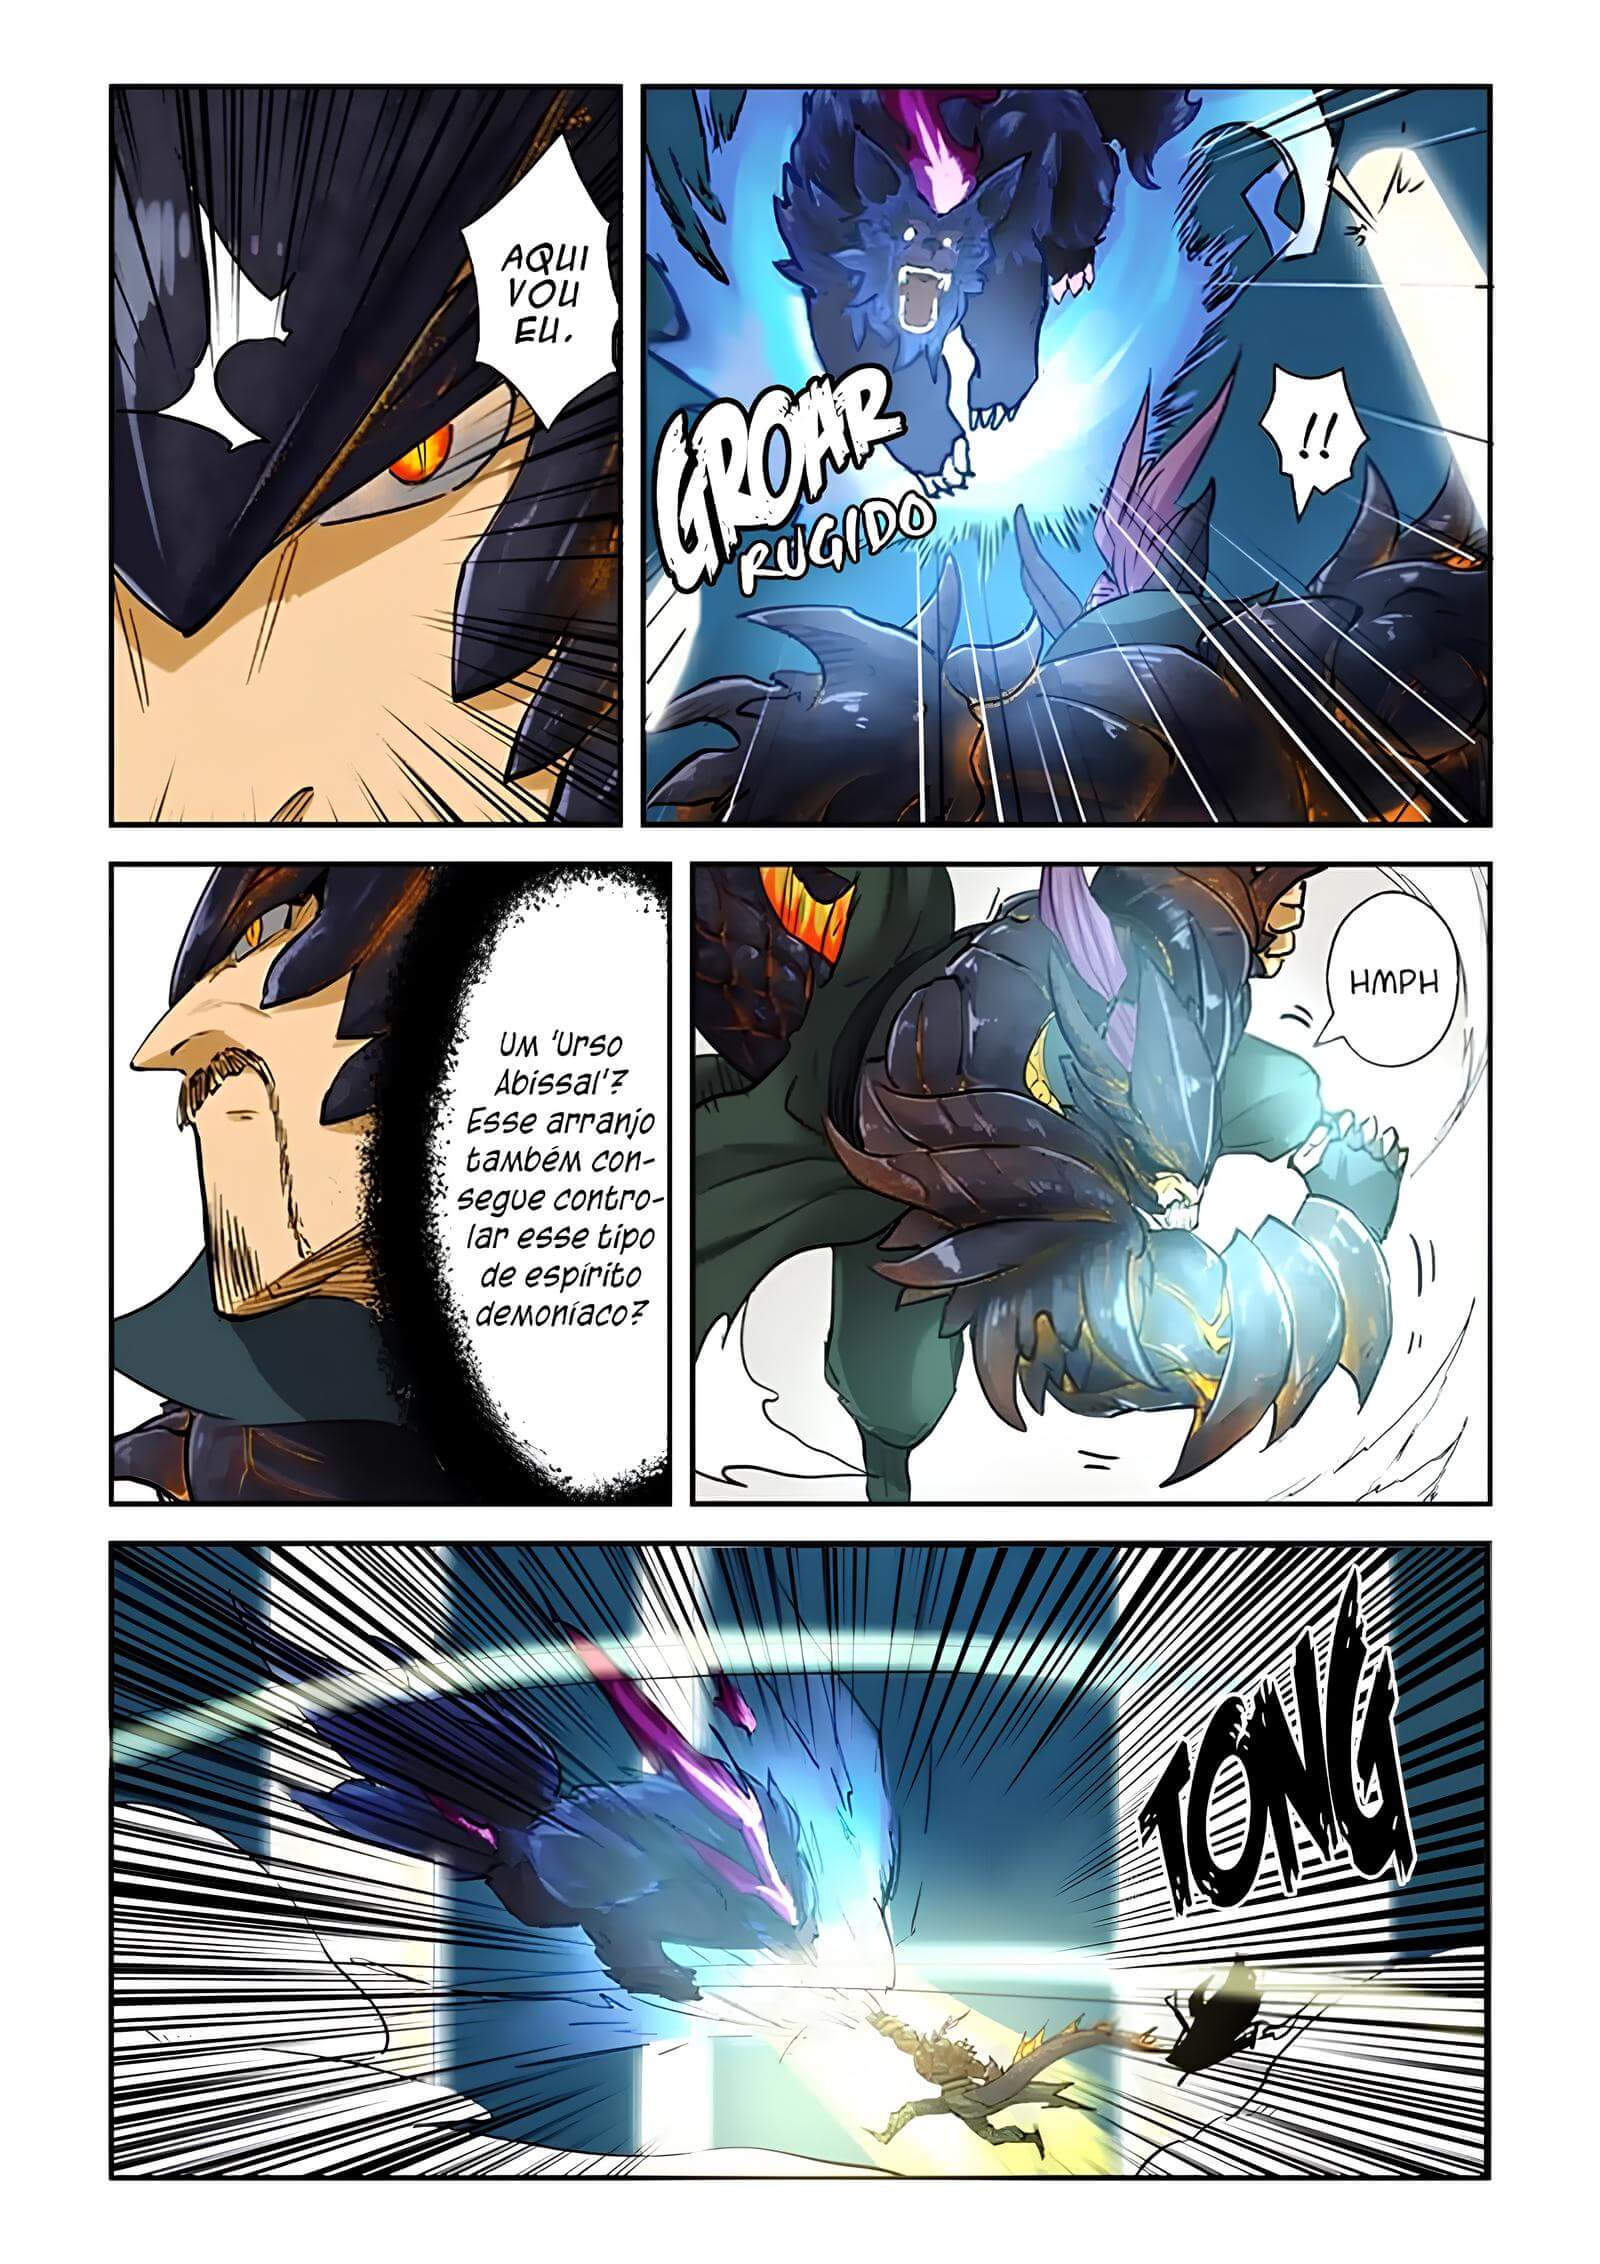 AQUI
VOU
EU.
GROAR
RUGIDO
!!
Um 'Urso
Abissal'?
Esse arranjo
também con-
segue contro-
lar esse tipo
de espírito
demoníaco?
HMPH
TONG